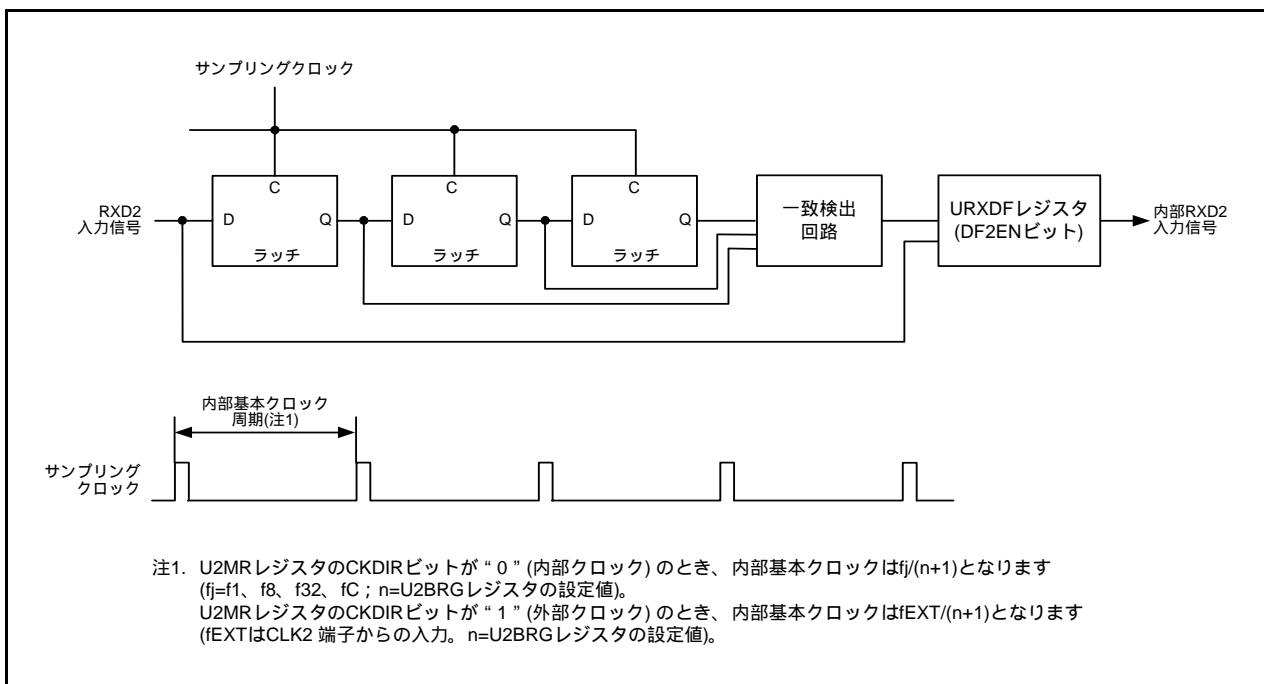 サンプリングクロック
C
C
C
RXD2
入力信号
D
Q
ラッチ
D
Q
ラッチ
D
Q
ラッチ
一致検出
回路
URXDFレジスタ
(DF2ENビット)
内部RXD2
入力信号
内部基本クロック
周期(注1)
サンプリング
クロック
注1. U2MRレジスタのCKDIRビットが“0”(内部クロック) のとき、内部基本クロックはfj/(n+1)となります
(fj=f1、f8、f32、fC ; n=U2BRGレジスタの設定値)。
U2MRレジスタのCKDIRビットが“1”(外部クロック) のとき、内部基本クロックはfEXT/(n+1)となります
(fEXTはCLK2 端子からの入力。n=U2BRGレジスタの設定値)。